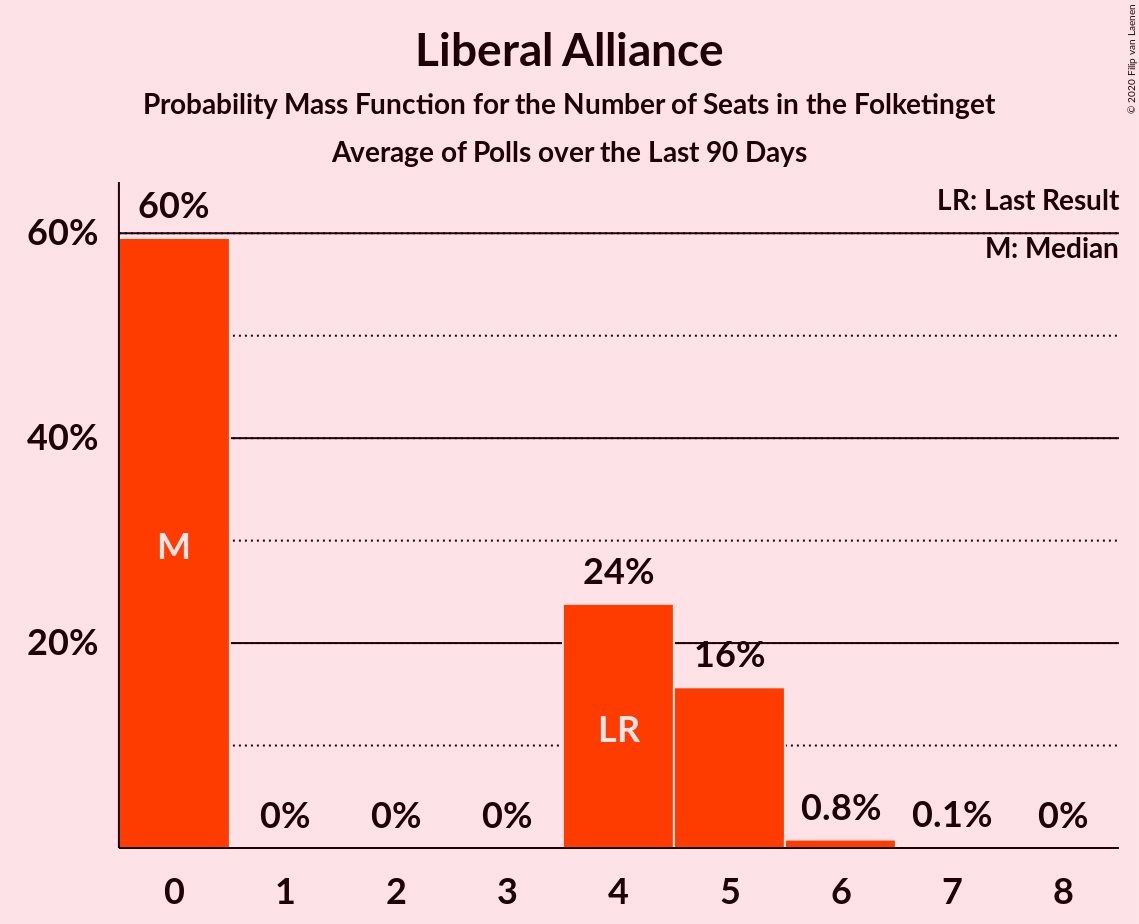 © 2020 Filip van Laenen
Liberal Alliance
Probability Mass Function for the Number of Seats in the Folketinget
Average of Polls over the Last 90 Days
LR: Last Result
M: Median
60%
40%
20%
60%
0%
0%
0%
24%
16%
0.8%
0.1%
0%
M
LR
0 1 2 3 4 5 6 7 8